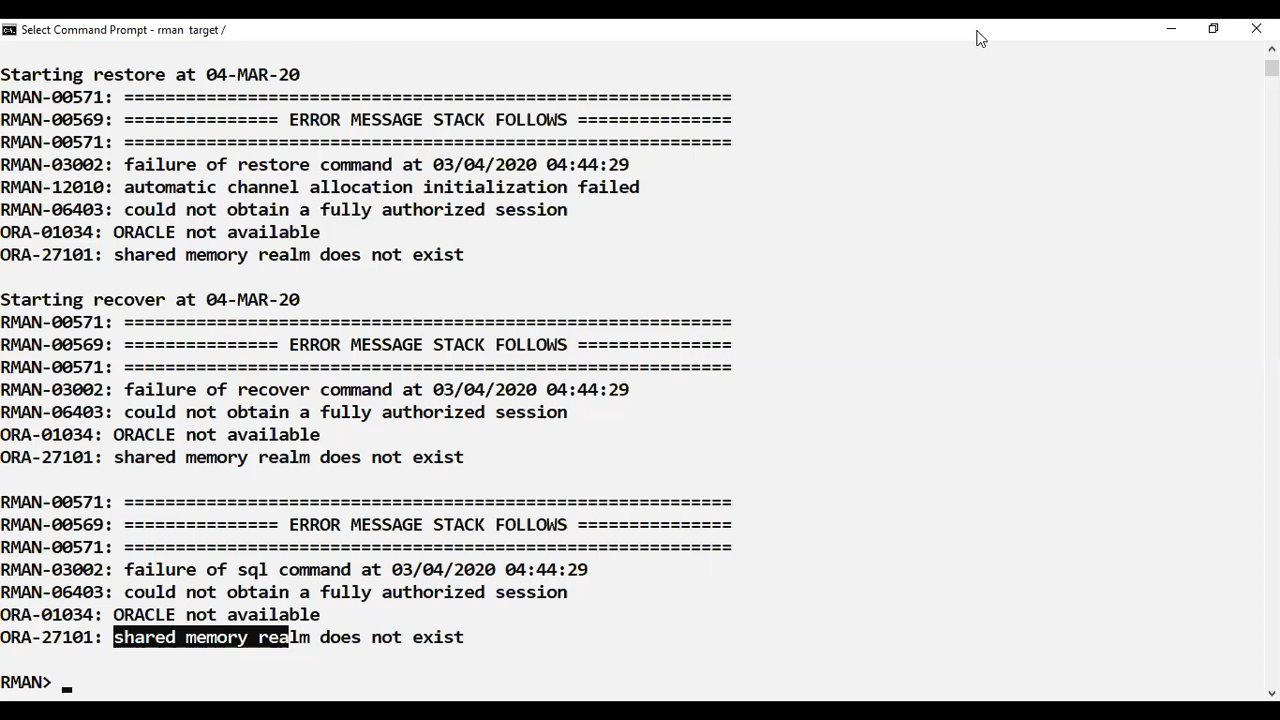 Select Command Prompt - rman target /
Starting restore at 04-MAR-20
RMAN-00571: ===========================================================
RMAN-00569: =============== ERROR MESSAGE STACK FOLLOWS ===============
RMAN-00571: ===========================================================
RMAN-03002: failure of restore command at 03/04/2020 04:44:29
RMAN-12010: automatic channel allocation initialization failed
RMAN-06403: could not obtain a fully authorized session
ORA-01034: ORACLE not available
ORA-27101: shared memory realm does not exist
Starting recover at 04-MAR-20
RMAN-00571: ===========================================================
RMAN-00569: =============== ERROR MESSAGE STACK FOLLOWS ===============
RMAN-00571: ===========================================================
RMAN-03002: failure of recover command at 03/04/2020 04:44:29
RMAN-06403: could not obtain a fully authorized session
ORA-01034: ORACLE not available
ORA-27101: shared memory realm does not exist
RMAN-00571: ===========================================================
RMAN-00569: =============== ERROR MESSAGE STACK FOLLOWS ===============
RMAN-00571: ===========================================================
RMAN-03002: failure of sql command at 03/04/2020 04:44:29
RMAN-06403: could not obtain a fully authorized session
ORA-01034: ORACLE not available
ORA-27101: shared memory realm does not exist
RMAN> _